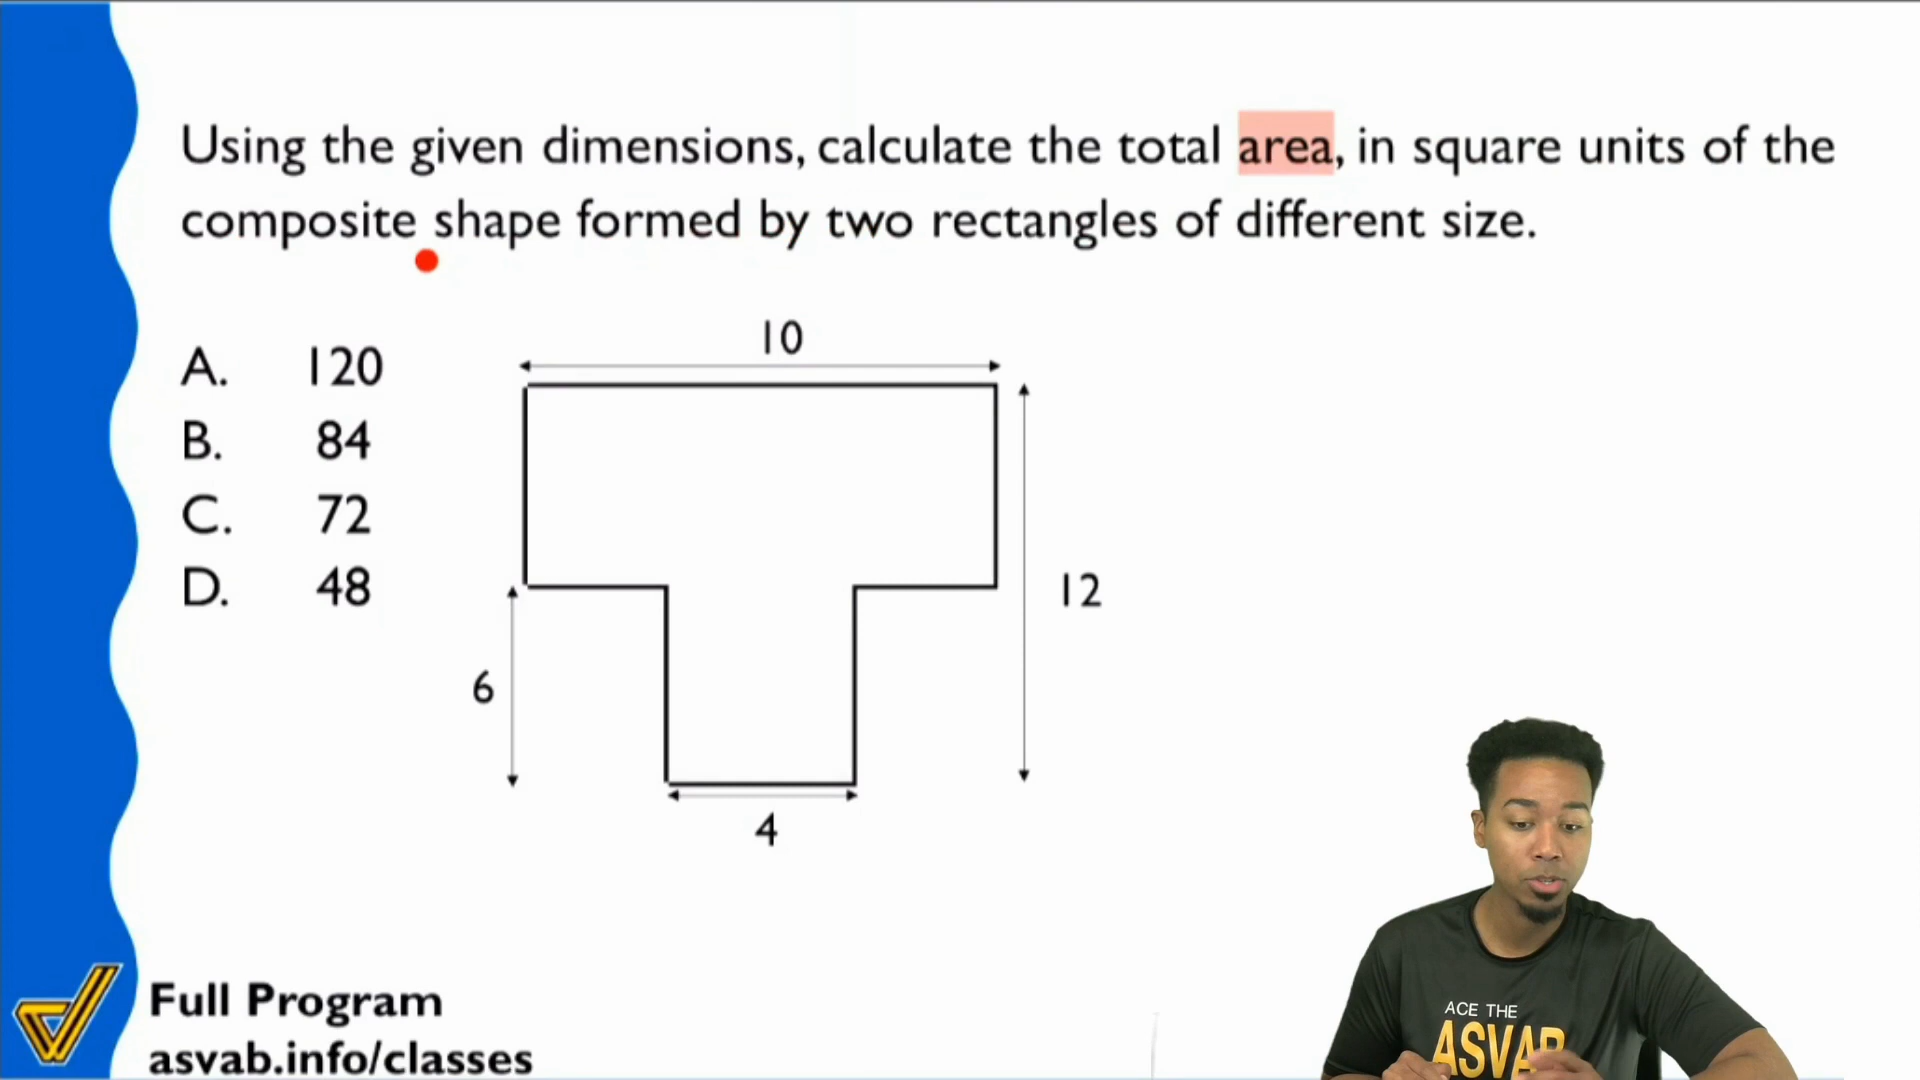 Using the given dimensions, calculate the total area, in square units of the
composite shape formed by two rectangles of different size.
A. 120
B. 84
C. 72
D. 48
10
12
6
4
Full Program
asvab.info/classes
ACE THE
ASVAB